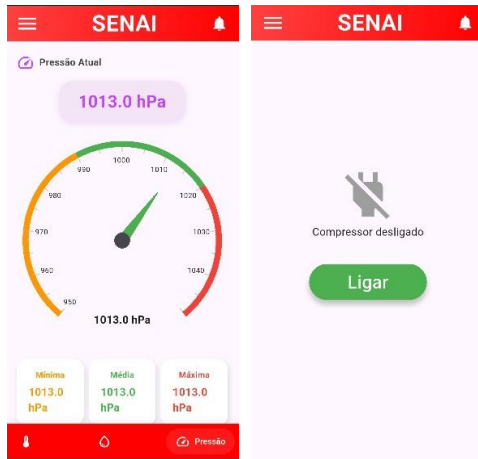 SENAI
Pressão Atual
1013.0 hPa
1000
990
1010
980
1020
970
1030
960
1040
950
1013.0 hPa
Mínima
1013.0
hPa
Média
1013.0
hPa
Máxima
1013.0
hPa
Pressão
SENAI
Compressor desligado
Ligar